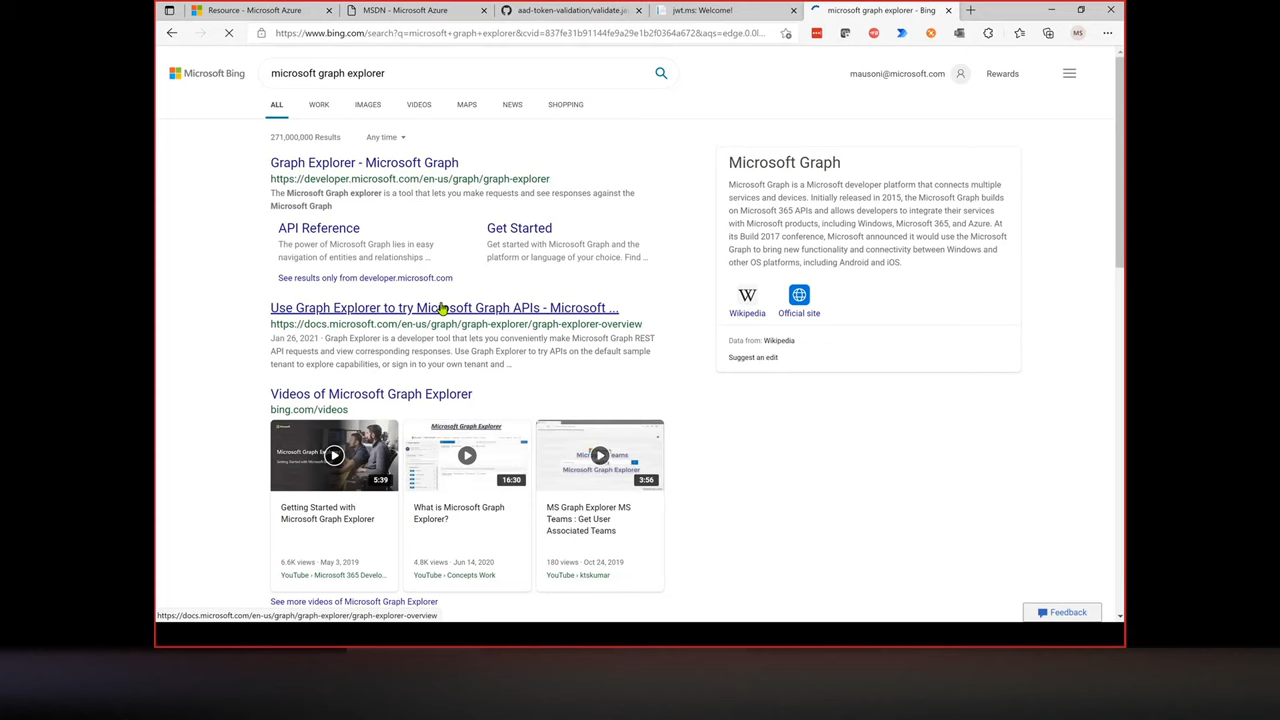 Resource - Microsoft Azure
MSDN - Microsoft Azure
aad-token-validation/validate.ja
jwt.ms: Welcome!
microsoft graph explorer - Bing
https://www.bing.com/search?q=microsoft+graph+explorer&cvid=837fe31b91144fe9a29e1b2f0364a672&aqs=edge.0.0l...
MS
Microsoft Bing
microsoft graph explorer
mausoni@microsoft.com
Rewards
ALL
WORK
IMAGES
VIDEOS
MAPS
NEWS
SHOPPING
271,000,000 Results
Any time
Graph Explorer - Microsoft Graph
https://developer.microsoft.com/en-us/graph/graph-explorer
The Microsoft Graph explorer is a tool that lets you make requests and see responses against the
Microsoft Graph
API Reference
The power of Microsoft Graph lies in easy
navigation of entities and relationships ...
Get Started
Get started with Microsoft Graph and the
platform or language of your choice. Find ...
See results only from developer.microsoft.com
Use Graph Explorer to try Microsoft Graph APIs - Microsoft ...
https://docs.microsoft.com/en-us/graph/graph-explorer/graph-explorer-overview
Jan 26, 2021 · Graph Explorer is a developer tool that lets you conveniently make Microsoft Graph REST
API requests and view corresponding responses. Use Graph Explorer to try APIs on the default sample
tenant to explore capabilities, or sign in to your own tenant and ...
Videos of Microsoft Graph Explorer
bing.com/videos
Microsoft Graph Ex
5:39
Getting Started with
Microsoft Graph Explorer
6.6K views · May 3, 2019
YouTube › Microsoft 365 Develo...
Microsoft Graph Explorer
16:30
What is Microsoft Graph
Explorer?
4.8K views · Jun 14, 2020
YouTube › Concepts Work
Microsoft Graph Explorer
3:56
MS Graph Explorer MS
Teams : Get User
Associated Teams
180 views · Oct 24, 2019
YouTube › ktskumar
See more videos of Microsoft Graph Explorer
Microsoft Graph
Microsoft Graph is a Microsoft developer platform that connects multiple
services and devices. Initially released in 2015, the Microsoft Graph builds
on Microsoft 365 APIs and allows developers to integrate their services
with Microsoft products, including Windows, Microsoft 365, and Azure. At
its Build 2017 conference, Microsoft announced it would use the Microsoft
Graph to bring new functionality and connectivity between Windows and
other OS platforms, including Android and iOS.
W
Wikipedia
Official site
Data from: Wikipedia
Suggest an edit
Feedback
https://docs.microsoft.com/en-us/graph/graph-explorer/graph-explorer-overview